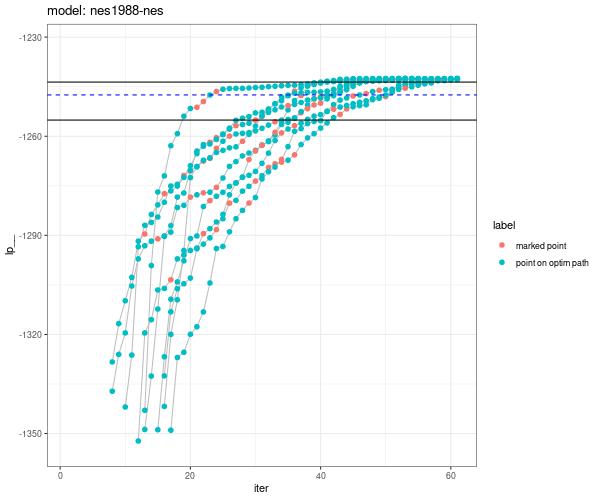 model: nes1988-nes
-1230
-1260
-1290
-1320
-1350
lp__
0
20
40
60
iter
label
marked point
point on optim path